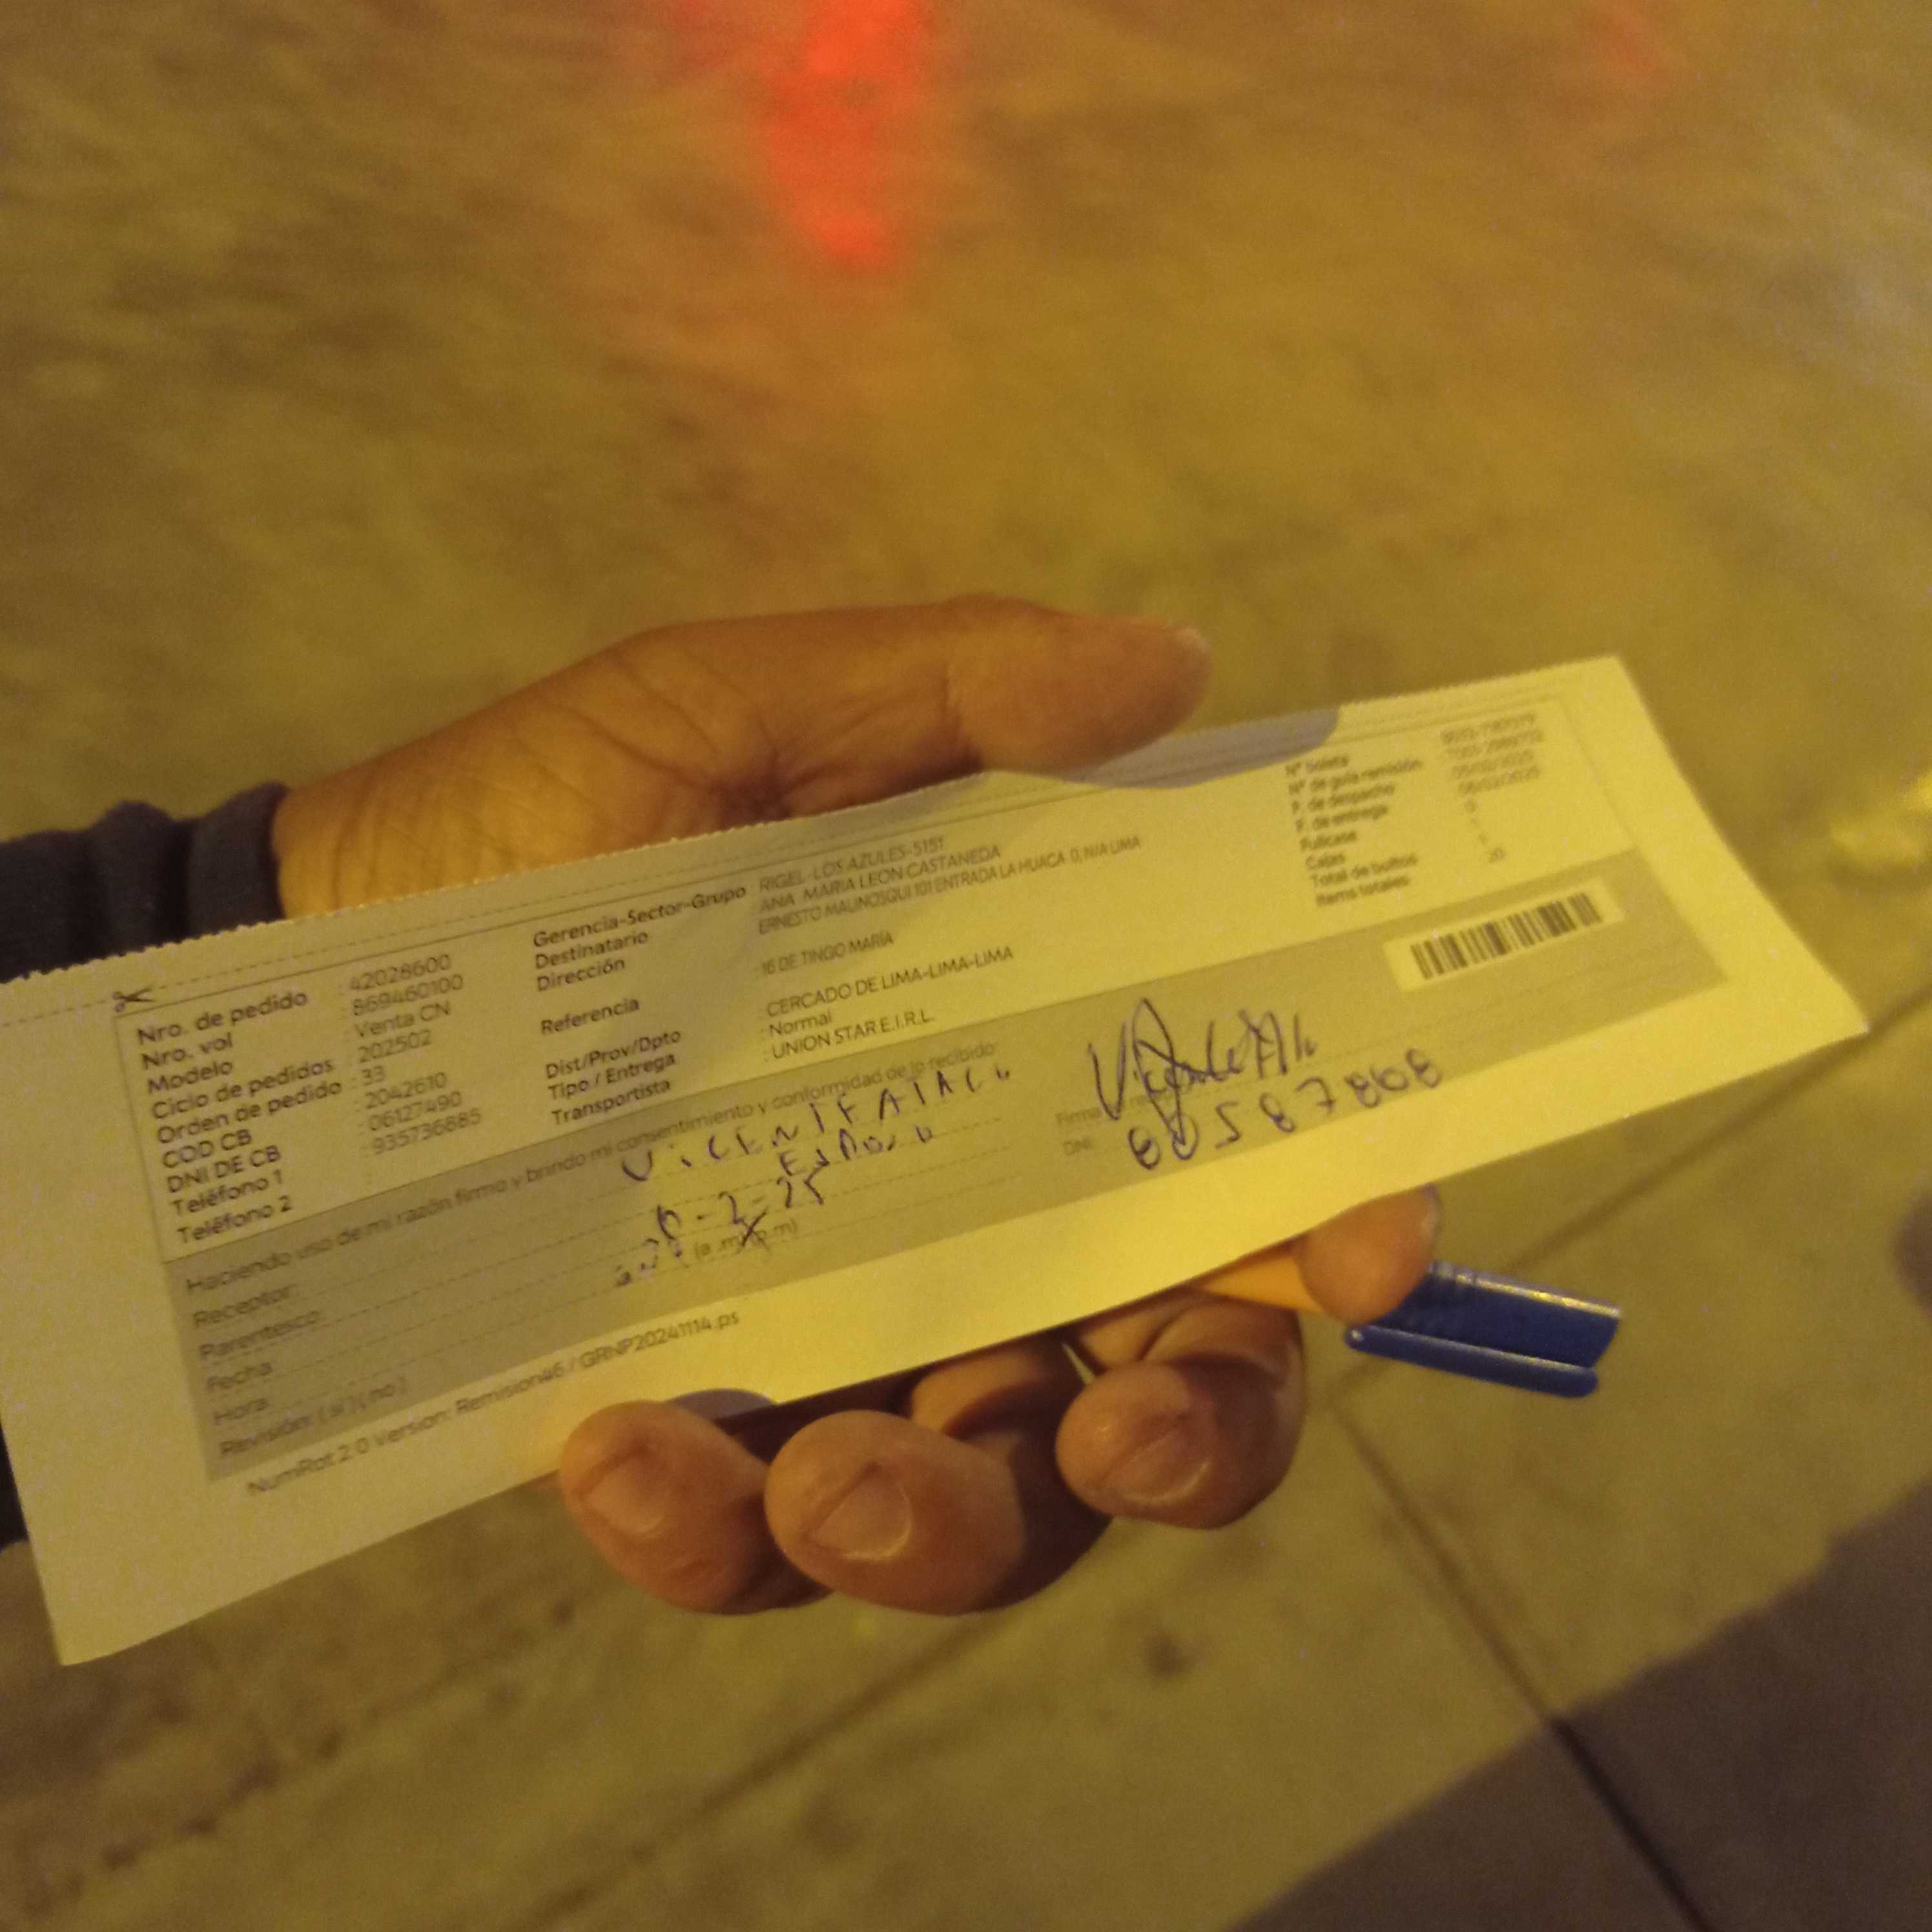 Nro. de pedido : 42028600
Nro. vol : 869460100
Modelo : Venta CN
Ciclo de pedidos : 202502
Orden de pedido : 33
COD CB : 2042610
DNI DE CB : 06127490
Teléfono 1 : 935736885
Teléfono 2 :
Gerencia-Sector-Grupo RIGEL-LOS AZULES-5151
Destinatario ANA MARIA LEON CASTANEDA
Dirección ERNESTO MALINOSQUI 101 ENTRADA LA HUACA 0, N/A LIMA
Referencia 16 DE TINGO MARÍA
Dist/Prov/Dpto : CERCADO DE LIMA-LIMA-LIMA
Tipo / Entrega : Normal
Transportista : UNION STAR E.I.R.L.
N° boleta
N° de guía remisión
F. de despacho
F. de entrega
Fullcase
Cajas
Total de bultos
Items totales: 20
Haciendo uso de mi razón firmo y brindo mi consentimiento y conformidad de lo recibido:
Receptor: VICENTE
Parentesco: ESPOSO
Fecha
Hora (a.m) (p.m)
Revisión: ( si ) ( no )
Firma
DNI:
NumRot 2.0 Version: Remision46 / GRNP20241114.ps